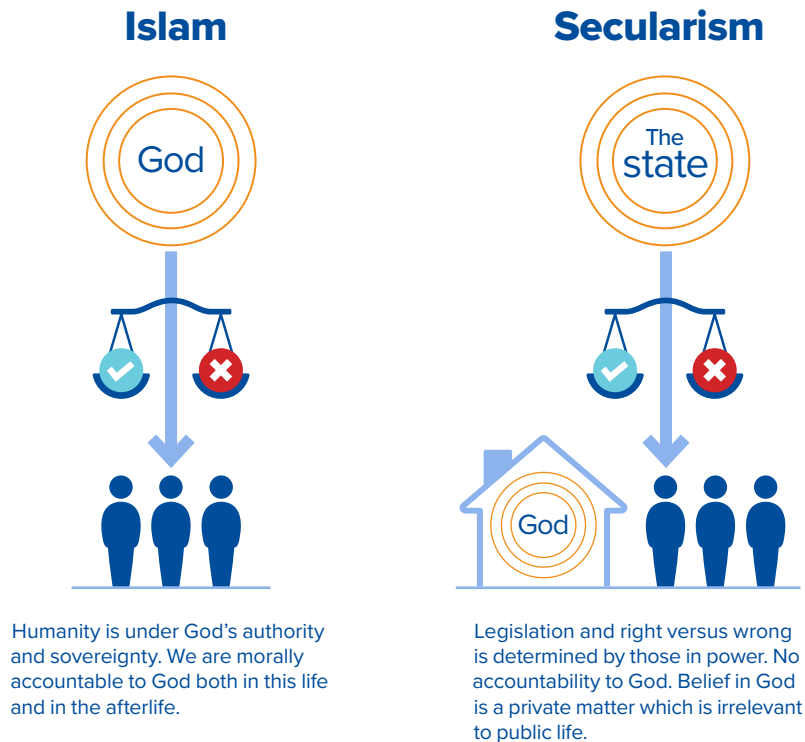 Islam
God
Humanity is under God’s authority
and sovereignty. We are morally
accountable to God both in this life
and in the afterlife.
Secularism
The
state
God
Legislation and right versus wrong
is determined by those in power. No
accountability to God. Belief in God
is a private matter which is irrelevant
to public life.